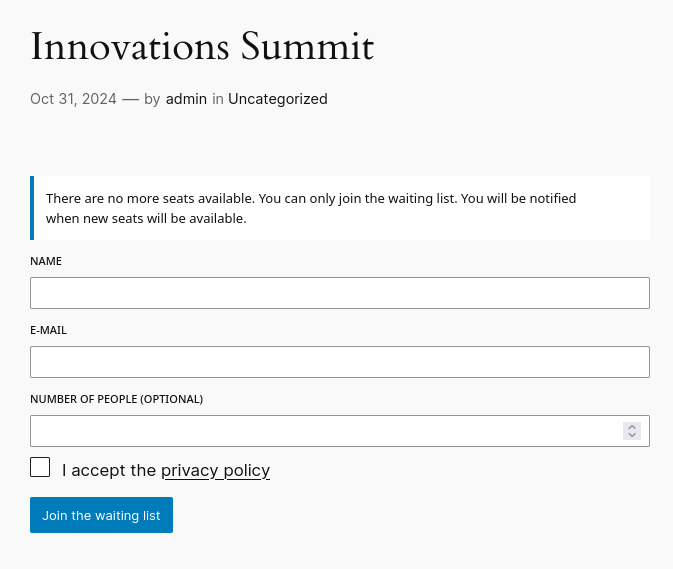 Innovations Summit
Oct 31, 2024 — by admin in Uncategorized
There are no more seats available. You can only join the waiting list. You will be notified
when new seats will be available.
NAME
E-MAIL
NUMBER OF PEOPLE (OPTIONAL)
I accept the privacy policy
Join the waiting list